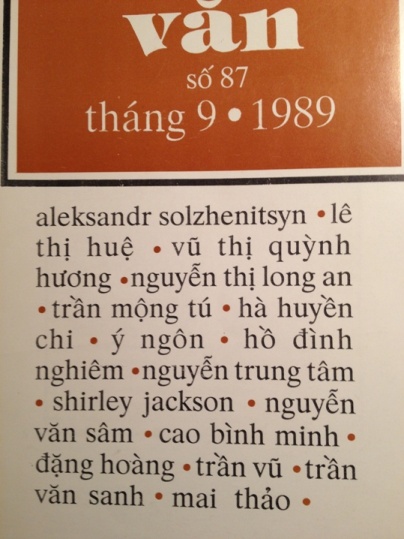 văn
số 87
tháng 9 • 1989
aleksandr solzhenitsyn • lê
thị huệ • vũ thị quỳnh
hương • nguyễn thị long an
• trần mộng tú • hà huyền
chi • ý ngôn • hồ đình
nghiêm • nguyễn trung tâm
• shirley jackson • nguyễn
văn sâm • cao bình minh •
đặng hoàng • trần vũ • trần
văn sanh • mai thảo •